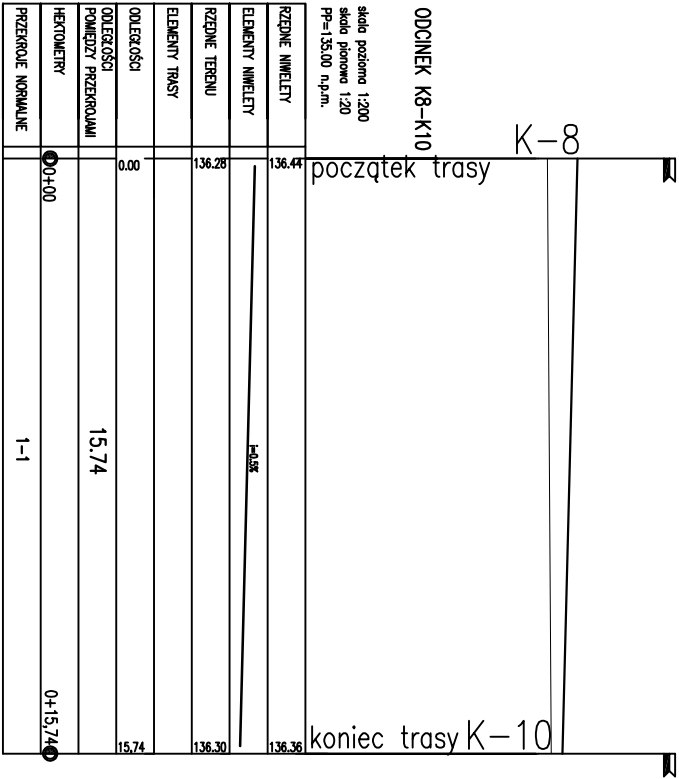 K-8
ODCINEK K8-K10
skala pozioma 1:200
skala pionowa 1:20
PP=135.00 n.p.m.
początek trasy
koniec trasy K-10
RZĘDNE NIWELETY
136.44
136.36
ELEMENTY NIWELETY
i=0.5%
RZĘDNE TERENU
136.28
136.30
ELEMENTY TRASY
ODLEGŁOŚCI
0.00
15.74
ODLEGŁOŚCI
POMIĘDZY PRZEKROJAMI
15.74
HEKTOMETRY
0+00
0+15,74
PRZEKROJE NORMALNE
1-1